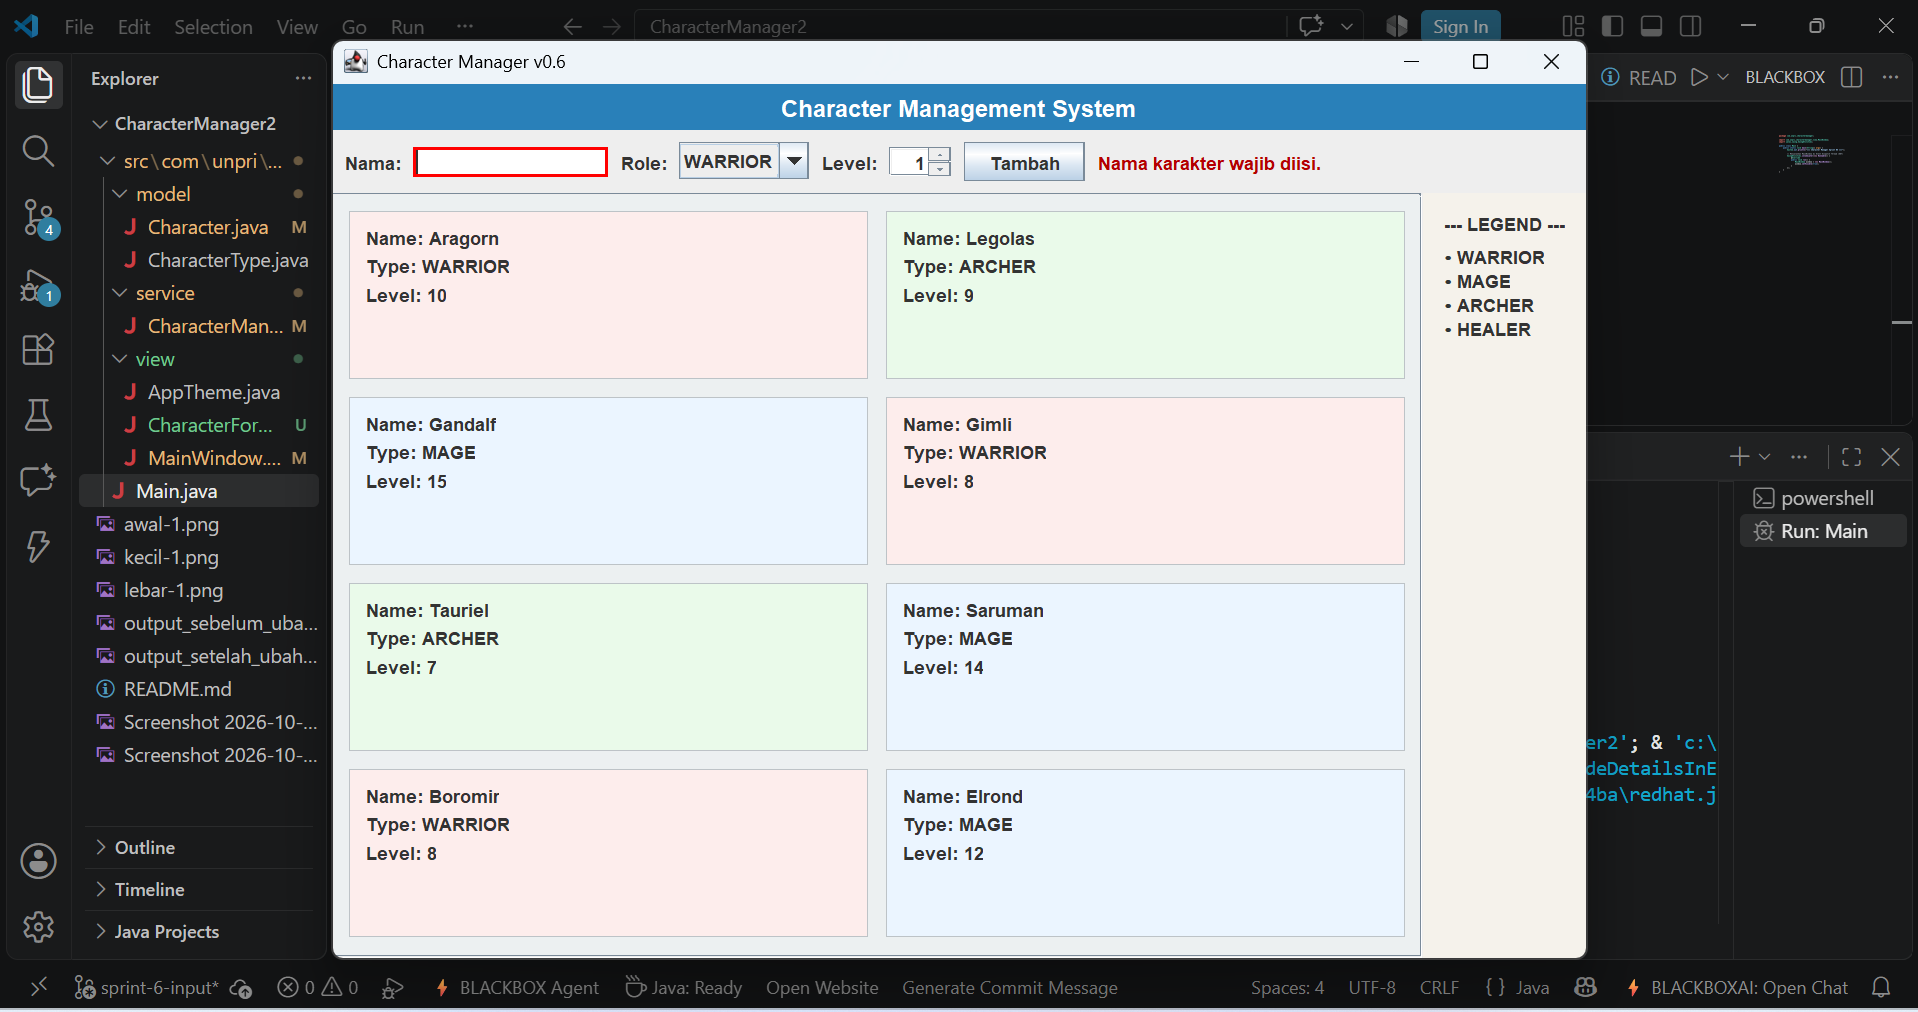 File Edit Selection View Go Run ··· CharacterManager2 Sign In
Explorer
CharacterManager2
src\com\unpri\...
model
Character.java M
CharacterType.java
service
CharacterMan... M
view
AppTheme.java
CharacterFor... U
MainWindow.... M
Main.java
awal-1.png
kecil-1.png
lebar-1.png
output_sebelum_uba...
output_setelah_ubah...
README.md
Screenshot 2026-10-...
Screenshot 2026-10-...
Outline
Timeline
Java Projects
4
1
Character Manager v0.6
Character Management System
Nama: Role: WARRIOR Level: 1 Tambah Nama karakter wajib diisi.
Name: Aragorn
Type: WARRIOR
Level: 10
Name: Legolas
Type: ARCHER
Level: 9
Name: Gandalf
Type: MAGE
Level: 15
Name: Gimli
Type: WARRIOR
Level: 8
Name: Tauriel
Type: ARCHER
Level: 7
Name: Saruman
Type: MAGE
Level: 14
Name: Boromir
Type: WARRIOR
Level: 8
Name: Elrond
Type: MAGE
Level: 12
--- LEGEND ---
• WARRIOR
• MAGE
• ARCHER
• HEALER
READ BLACKBOX
powershell
Run: Main
er2'; & 'c:\
deDetailsInE
4ba\redhat.j
sprint-6-input* 0 0 BLACKBOX Agent Java: Ready Open Website Generate Commit Message Spaces: 4 UTF-8 CRLF { } Java BLACKBOXAI: Open Chat